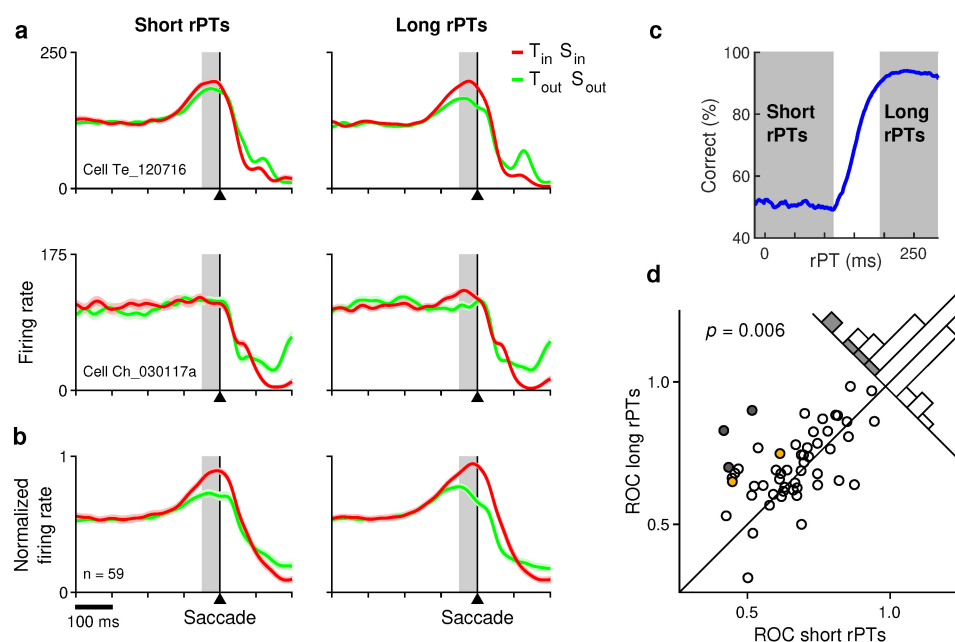 a
Short rPTs
Long rPTs
250
0
T_in S_in
T_out S_out
Cell Te_120716
175
0
Firing rate
Cell Ch_030117a
b
1
0
Normalized
firing rate
n = 59
100 ms
Saccade
Saccade
c
100
80
60
40
Correct (%)
Short
rPTs
Long
rPTs
0
250
rPT (ms)
d
p = 0.006
1.0
0.5
ROC long rPTs
0.5
1.0
ROC short rPTs